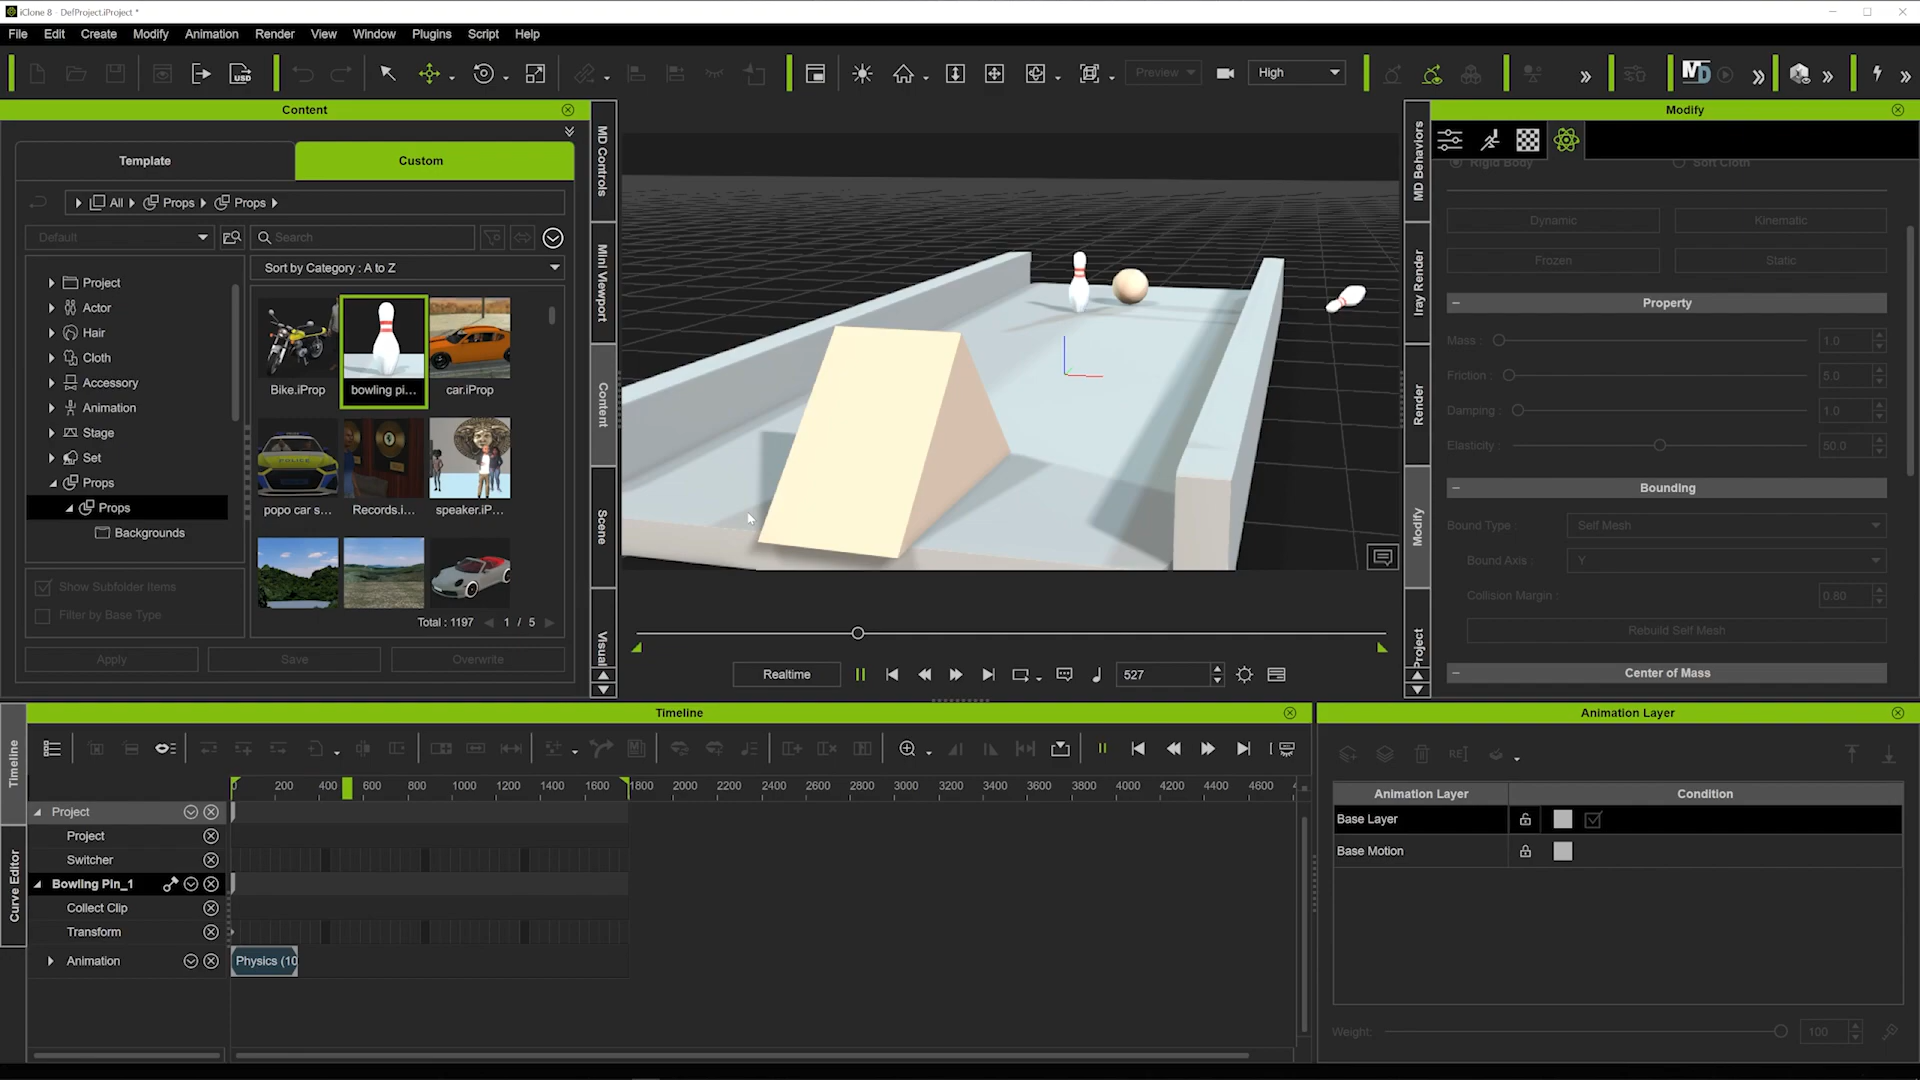 iClone 8 - DefProject.iProject *
File Edit Create Modify Animation Render View Window Plugins Script Help
USD
Preview
High
MD
Content
Template
Custom
All Props Props
Default
Search
Project
Actor
Hair
Cloth
Accessory
Animation
Stage
Set
Props
Props
Backgrounds
Show Subfolder Items
Filter by Base Type
Sort by Category : A to Z
Bike.iProp
bowling pi...
car.iProp
popo car s...
Records.i...
speaker.iP...
Total : 1197 1 / 5
Apply
Save
Overwrite
MD Controls
Mini Viewport
Content
Scene
Visual
Realtime
527
MD Behaviors
Iray Render
Render
Modify
Project
Modify
Rigid Body
Soft Cloth
Dynamic
Kinematic
Frozen
Static
Property
Mass : 1.0
Friction : 5.0
Damping : 1.0
Elasticity : 50.0
Bounding
Bound Type : Self Mesh
Bound Axis : Y
Collision Margin : 0.80
Rebuild Self Mesh
Center of Mass
Timeline
Timeline
Curve Editor
0 200 400 600 800 1000 1200 1400 1600 1800 2000 2200 2400 2600 2800 3000 3200 3400 3600 3800 4000 4200 4400 4600
Project
Project
Switcher
Bowling Pin_1
Collect Clip
Transform
Animation
Physics (10
Animation Layer
RE
Animation Layer
Condition
Base Layer
Base Motion
Weight: 100